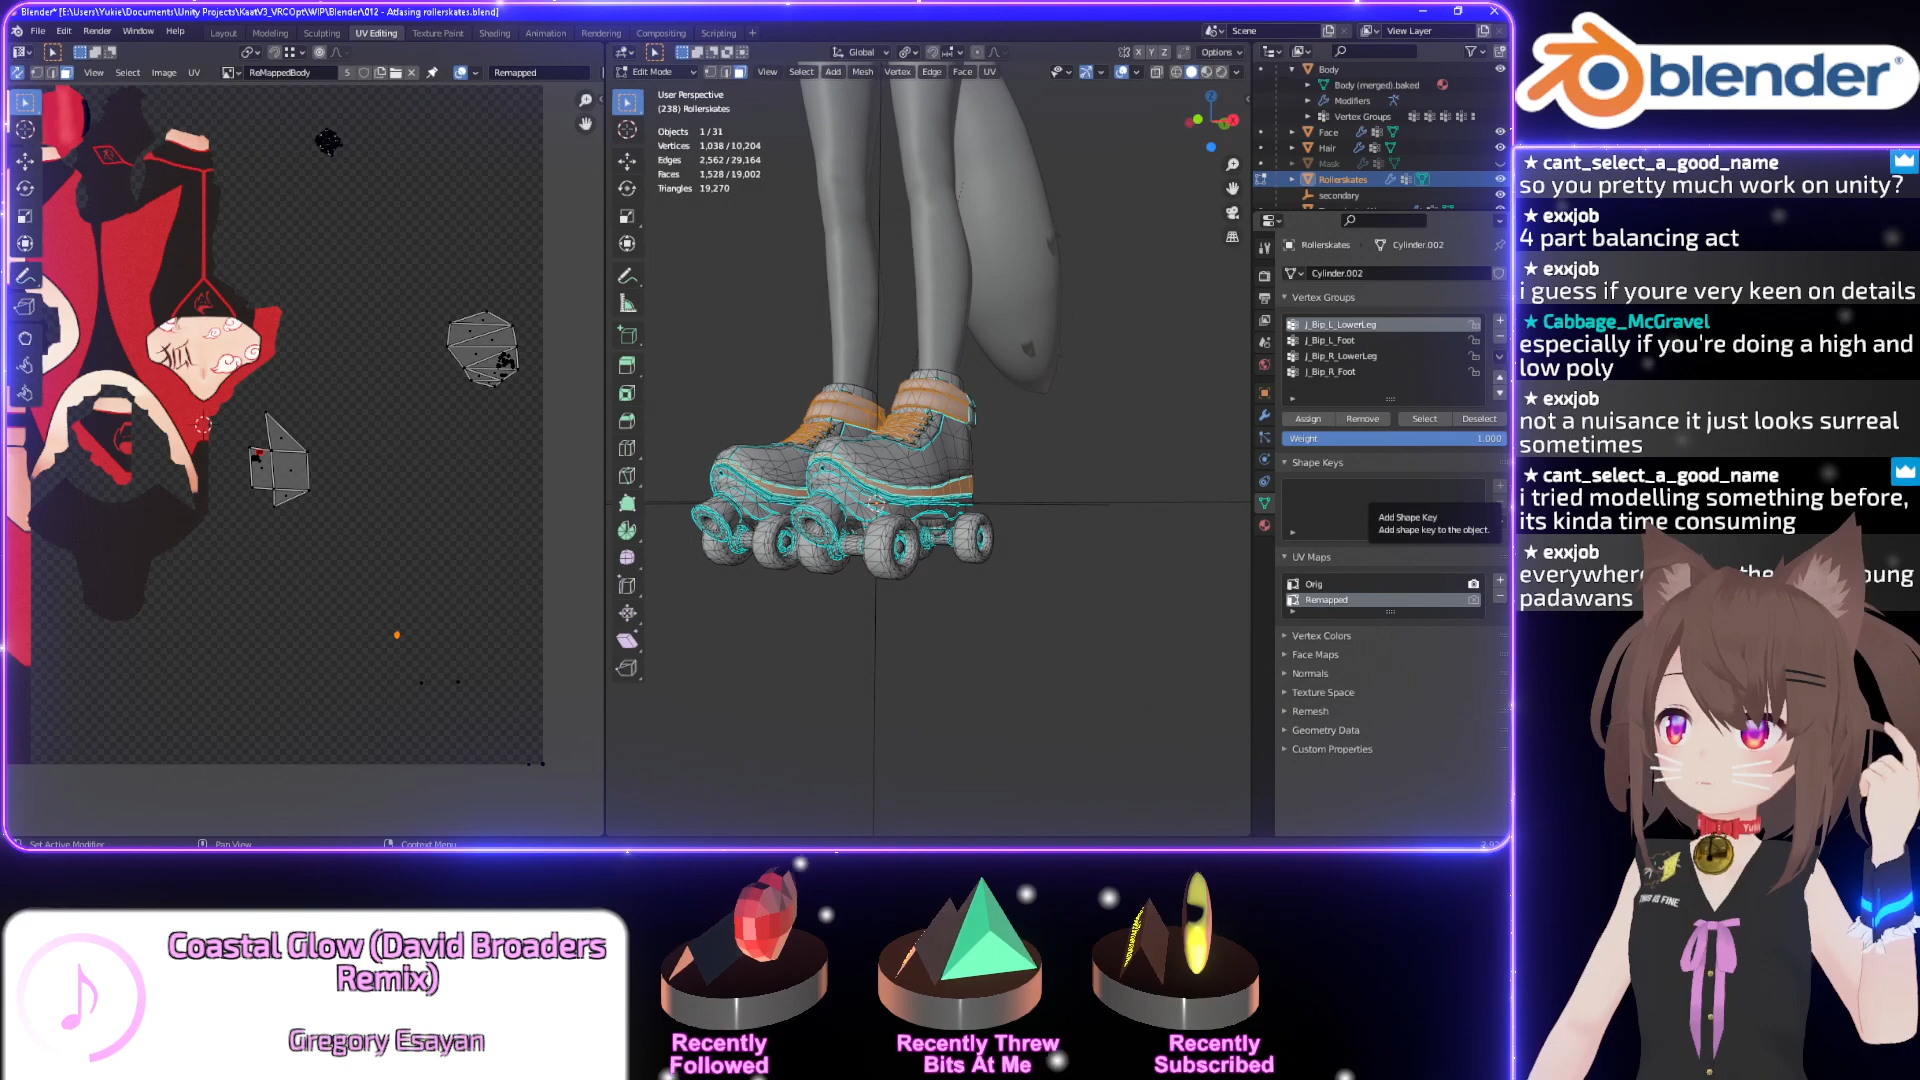 Blender* [E:\Users\Yukie\Documents\Unity Projects\KaatV3_VRCOpt\WIP\Blender\012 - Atlasing rollerskates.blend]
File Edit Render Window Help
Layout Modeling Sculpting UV Editing Texture Paint Shading Animation Rendering Compositing Scripting +
Scene
View Layer
Global
X Y Z
Options
View Select Image UV
ReMappedBody
5
Remapped
Edit Mode
View Select Add Mesh Vertex Edge Face UV
User Perspective
(238) Rollerskates
Objects 1 / 31
Vertices 1,038 / 10,204
Edges 2,562 / 29,164
Faces 1,528 / 19,002
Triangles 19,270
Body
Body (merged).baked
Modifiers
Vertex Groups
Face
Hair
Mask
Rollerskates
secondary
Rollerskates
Cylinder.002
Cylinder.002
Vertex Groups
J_Bip_L_LowerLeg
J_Bip_L_Foot
J_Bip_R_LowerLeg
J_Bip_R_Foot
Assign Remove Select Deselect
Weight 1.000
Shape Keys
Add Shape Key
Add shape key to the object.
UV Maps
Orig
Remapped
Vertex Colors
Face Maps
Normals
Texture Space
Remesh
Geometry Data
Custom Properties
Set Active Modifier
Pan View
Context Menu
blender
cant_select_a_good_name
so you pretty much work on unity?
exxjob
4 part balancing act
exxjob
i guess if youre very keen on details
Cabbage_McGravel
especially if you're doing a high and
low poly
exxjob
not a nuisance it just looks surreal
sometimes
cant_select_a_good_name
i tried modelling something before,
its kinda time consuming
exxjob
padawans
THIS IS FINE
Coastal Glow (David Broaders
Remix)
Gregory Esayan
Recently
Followed
Recently Threw
Bits At Me
Recently
Subscribed